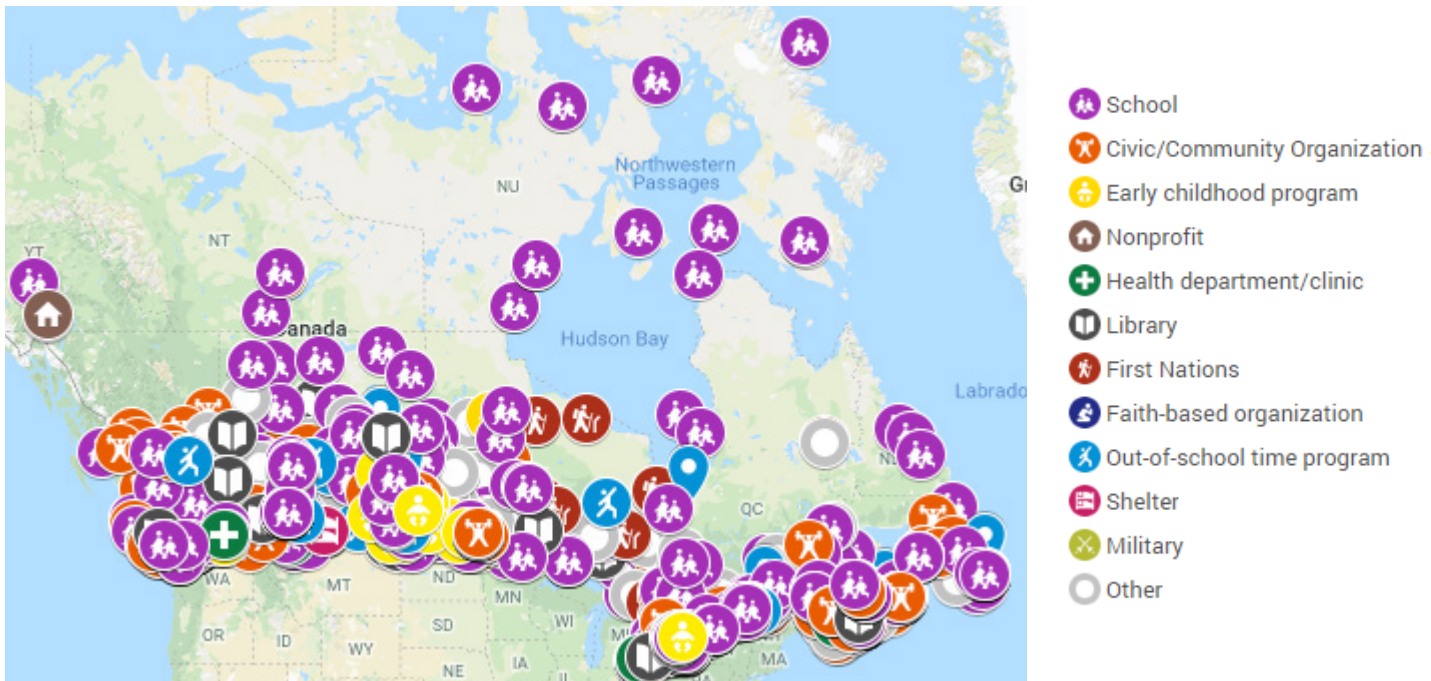 Northwestern
Passages
NU
Gr
NT
YT
Canada
Hudson Bay
Labrado
QC
WA
MT
ND
MN
OR
ID
WY
SD
WI
NE
IA
MA
School
Civic/Community Organization
Early childhood program
Nonprofit
Health department/clinic
Library
First Nations
Faith-based organization
Out-of-school time program
Shelter
Military
Other